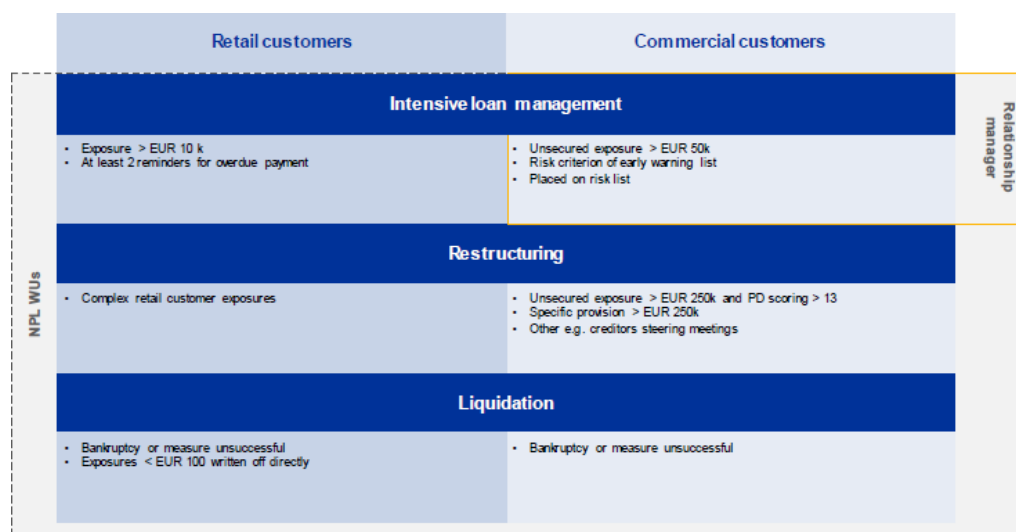 Retail customers
Commercial customers
Intensive loan management
• Exposure > EUR 10 k
• At least 2 reminders for overdue payment
• Unsecured exposure > EUR 50k
• Risk criterion of early warning list
• Placed on risk list
Relationship
manager
Restructuring
• Complex retail customer exposures
• Unsecured exposure > EUR 250k and PD scoring > 13
• Specific provision > EUR 250k
• Other e.g. creditors steering meetings
NPL WUs
Liquidation
• Bankruptcy or measure unsuccessful
• Exposures < EUR 100 written off directly
• Bankruptcy or measure unsuccessful